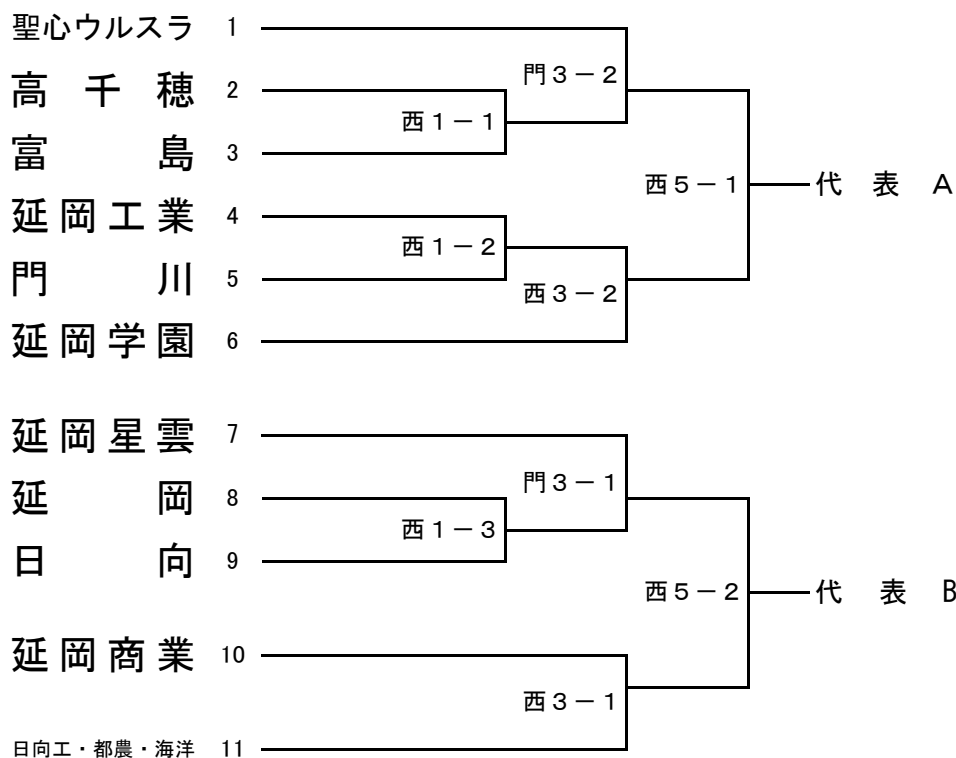 聖心ウルスラ 1
門3-2
高千穂 2
西1-1
富島 3
西5-1 代表A
延岡工業 4
西1-2
門川 5
西3-2
延岡学園 6
延岡星雲 7
門3-1
延岡 8
西1-3
日向 9
西5-2 代表B
延岡商業 10
西3-1
日向工・都農・海洋 11